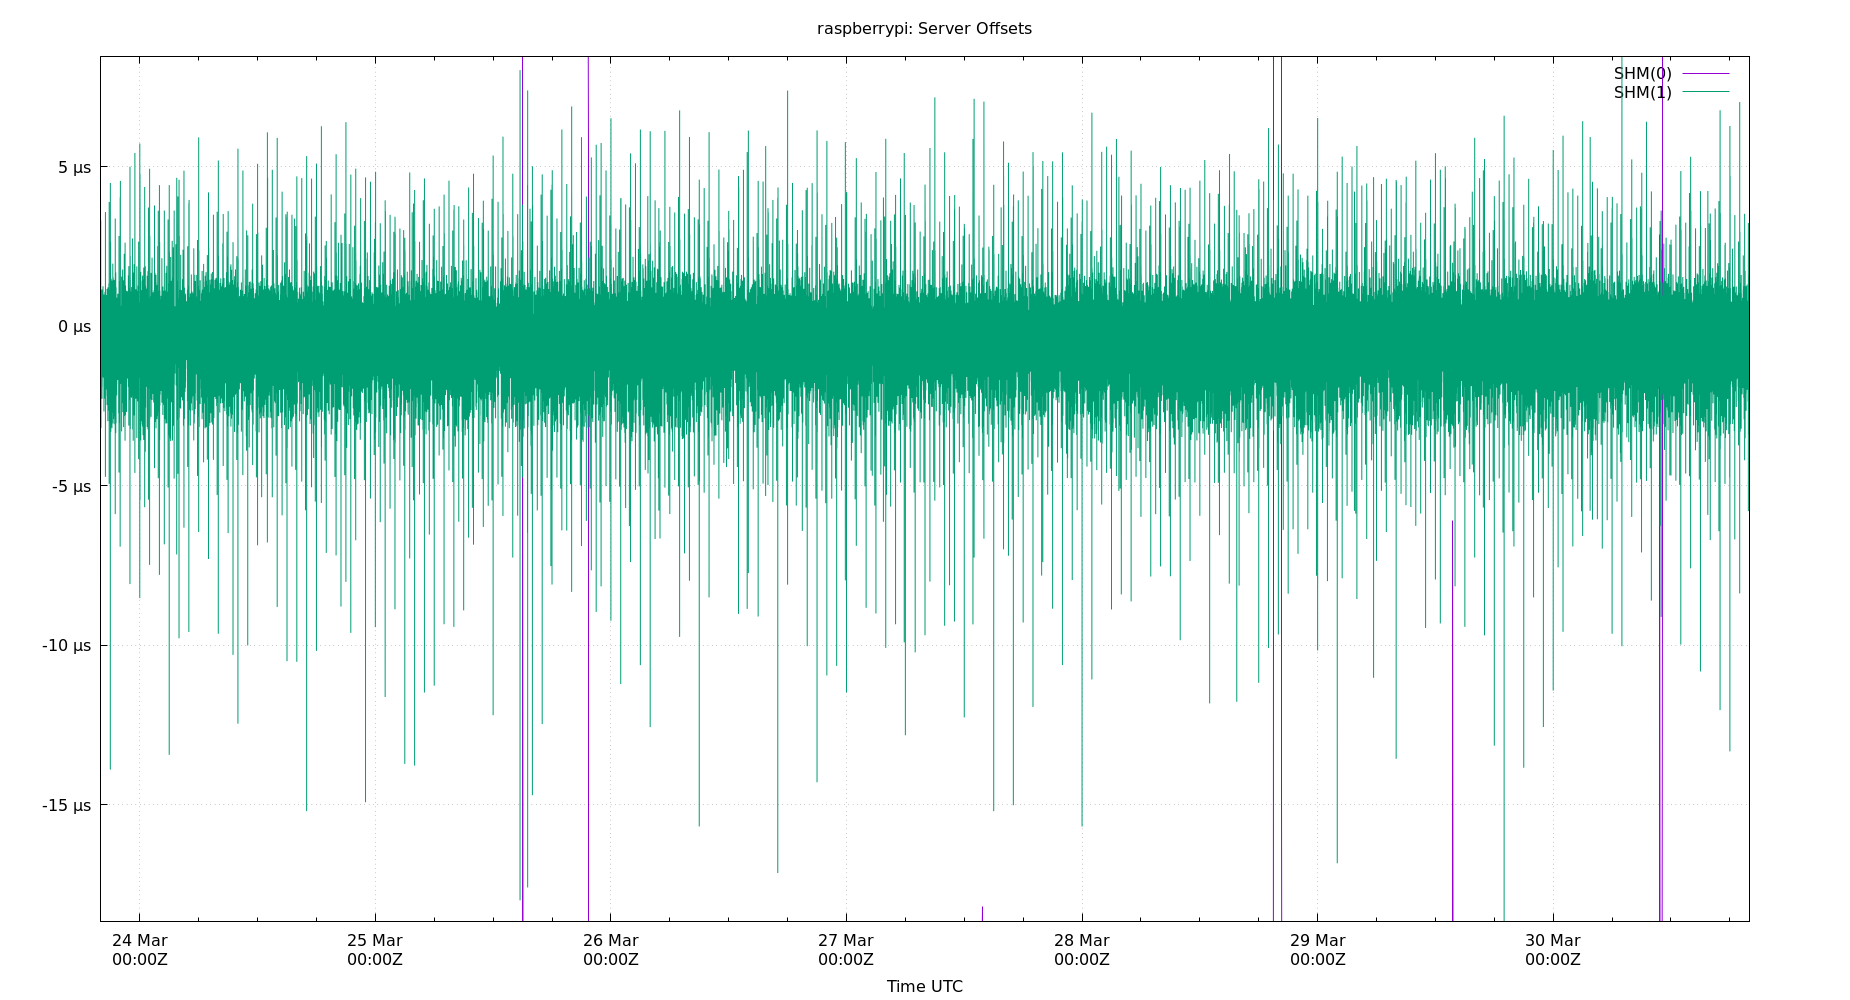 raspberrypi: Server Offsets
SHM(0)
SHM(1)
5 µs
0 µs
-5 µs
-10 µs
-15 µs
24 Mar 25 Mar 26 Mar 27 Mar 28 Mar 29 Mar 30 Mar
00:00Z 00:00Z 00:00Z 00:00Z 00:00Z 00:00Z 00:00Z
Time UTC